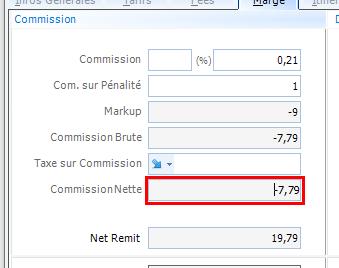 Infos Générales Tarifs Fees Marge
Commission
Commission (%) 0,21
Com. sur Pénalité 1
Markup -9
Commission Brute -7,79
Taxe sur Commission
Commission Nette -7,79
Net Remit 19,79